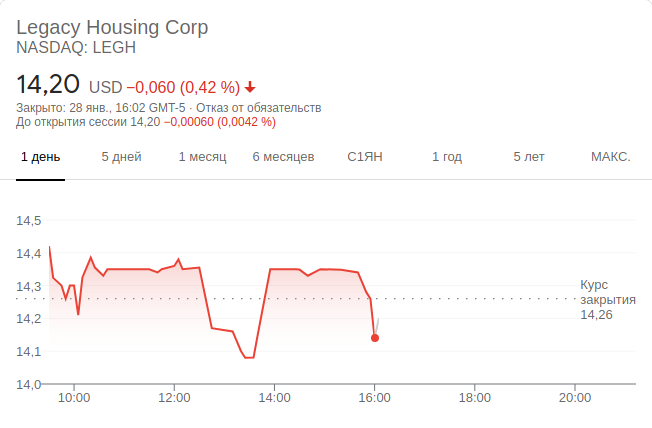 Legacy Housing Corp
NASDAQ: LEGH
14,20 USD −0,060 (0,42 %)
Закрыто: 28 янв., 16:02 GMT-5 · Отказ от обязательств
До открытия сессии 14,20 −0,00060 (0,0042 %)
1 день 5 дней 1 месяц 6 месяцев С1ЯН 1 год 5 лет МАКС.
14,5
14,4
14,3
14,2
14,1
14,0
Курс
закрытия
14,26
10:00 12:00 14:00 16:00 18:00 20:00